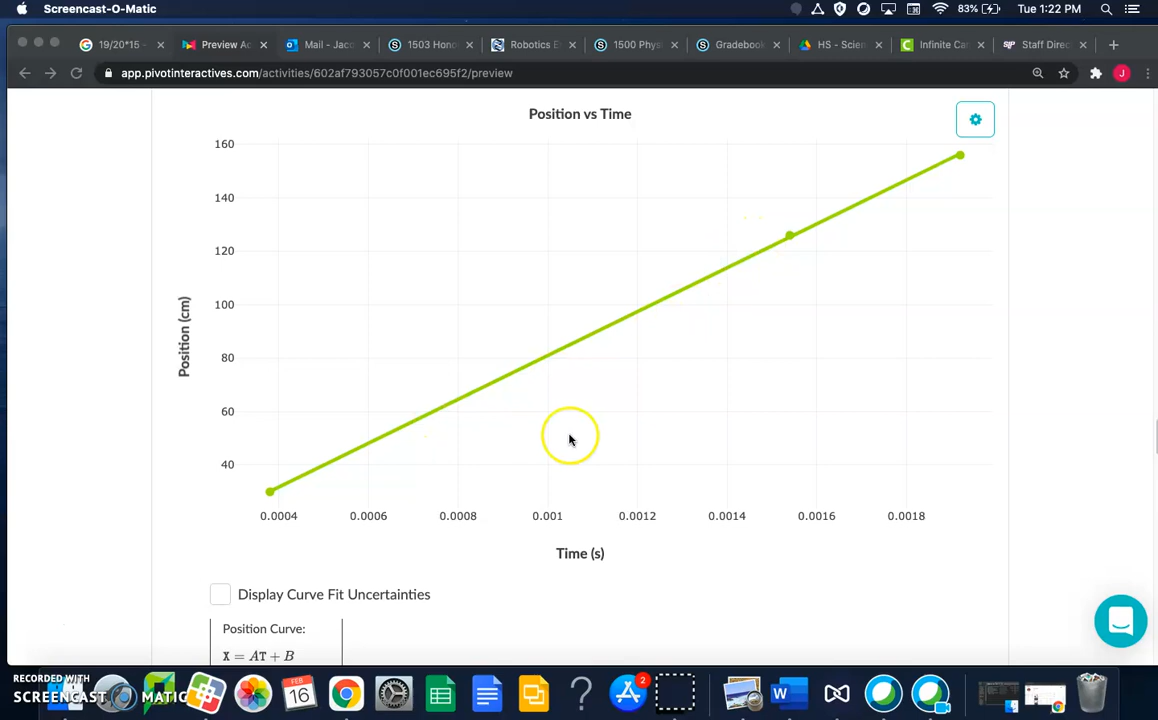 Screencast-O-Matic 83% Tue 1:22 PM
19/20*15 - Preview Ac Mail - Jaco 1503 Hono Robotics E 1500 Phys Gradebook HS - Scien Infinite Ca Staff Direc
app.pivotinteractives.com/activities/602af793057c0f001ec695f2/preview J
Position vs Time
160
140
120
100
80
60
40
Position (cm)
0.0004 0.0006 0.0008 0.001 0.0012 0.0014 0.0016 0.0018
Time (s)
Display Curve Fit Uncertainties
Position Curve:
X = AT + B
RECORDED WITH
SCREENCAST MATIC
FEB
16
2
W